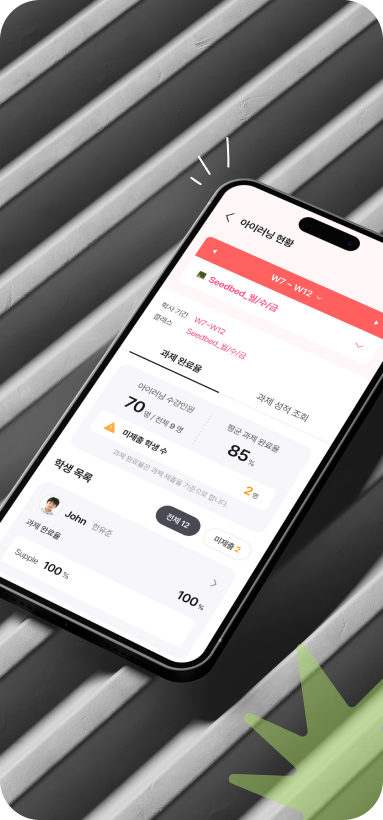 아이러닝 현황
W7 ~ W12
Seedbed_월/수/금
학사 기간 W7~W12
클래스 Seedbed_월/수/금
과제 완료율 과제 성적 조회
아이러닝 수강인원 평균 과제 완료율
70 명 / 전체 9 명 85 %
미제출 학생 수 2 명
과제 완료율은 과제 제출을 기준으로 합니다.
학생 목록 전체 12 미제출 2
John 한유준
과제 완료율 100 %
Supple 100 %